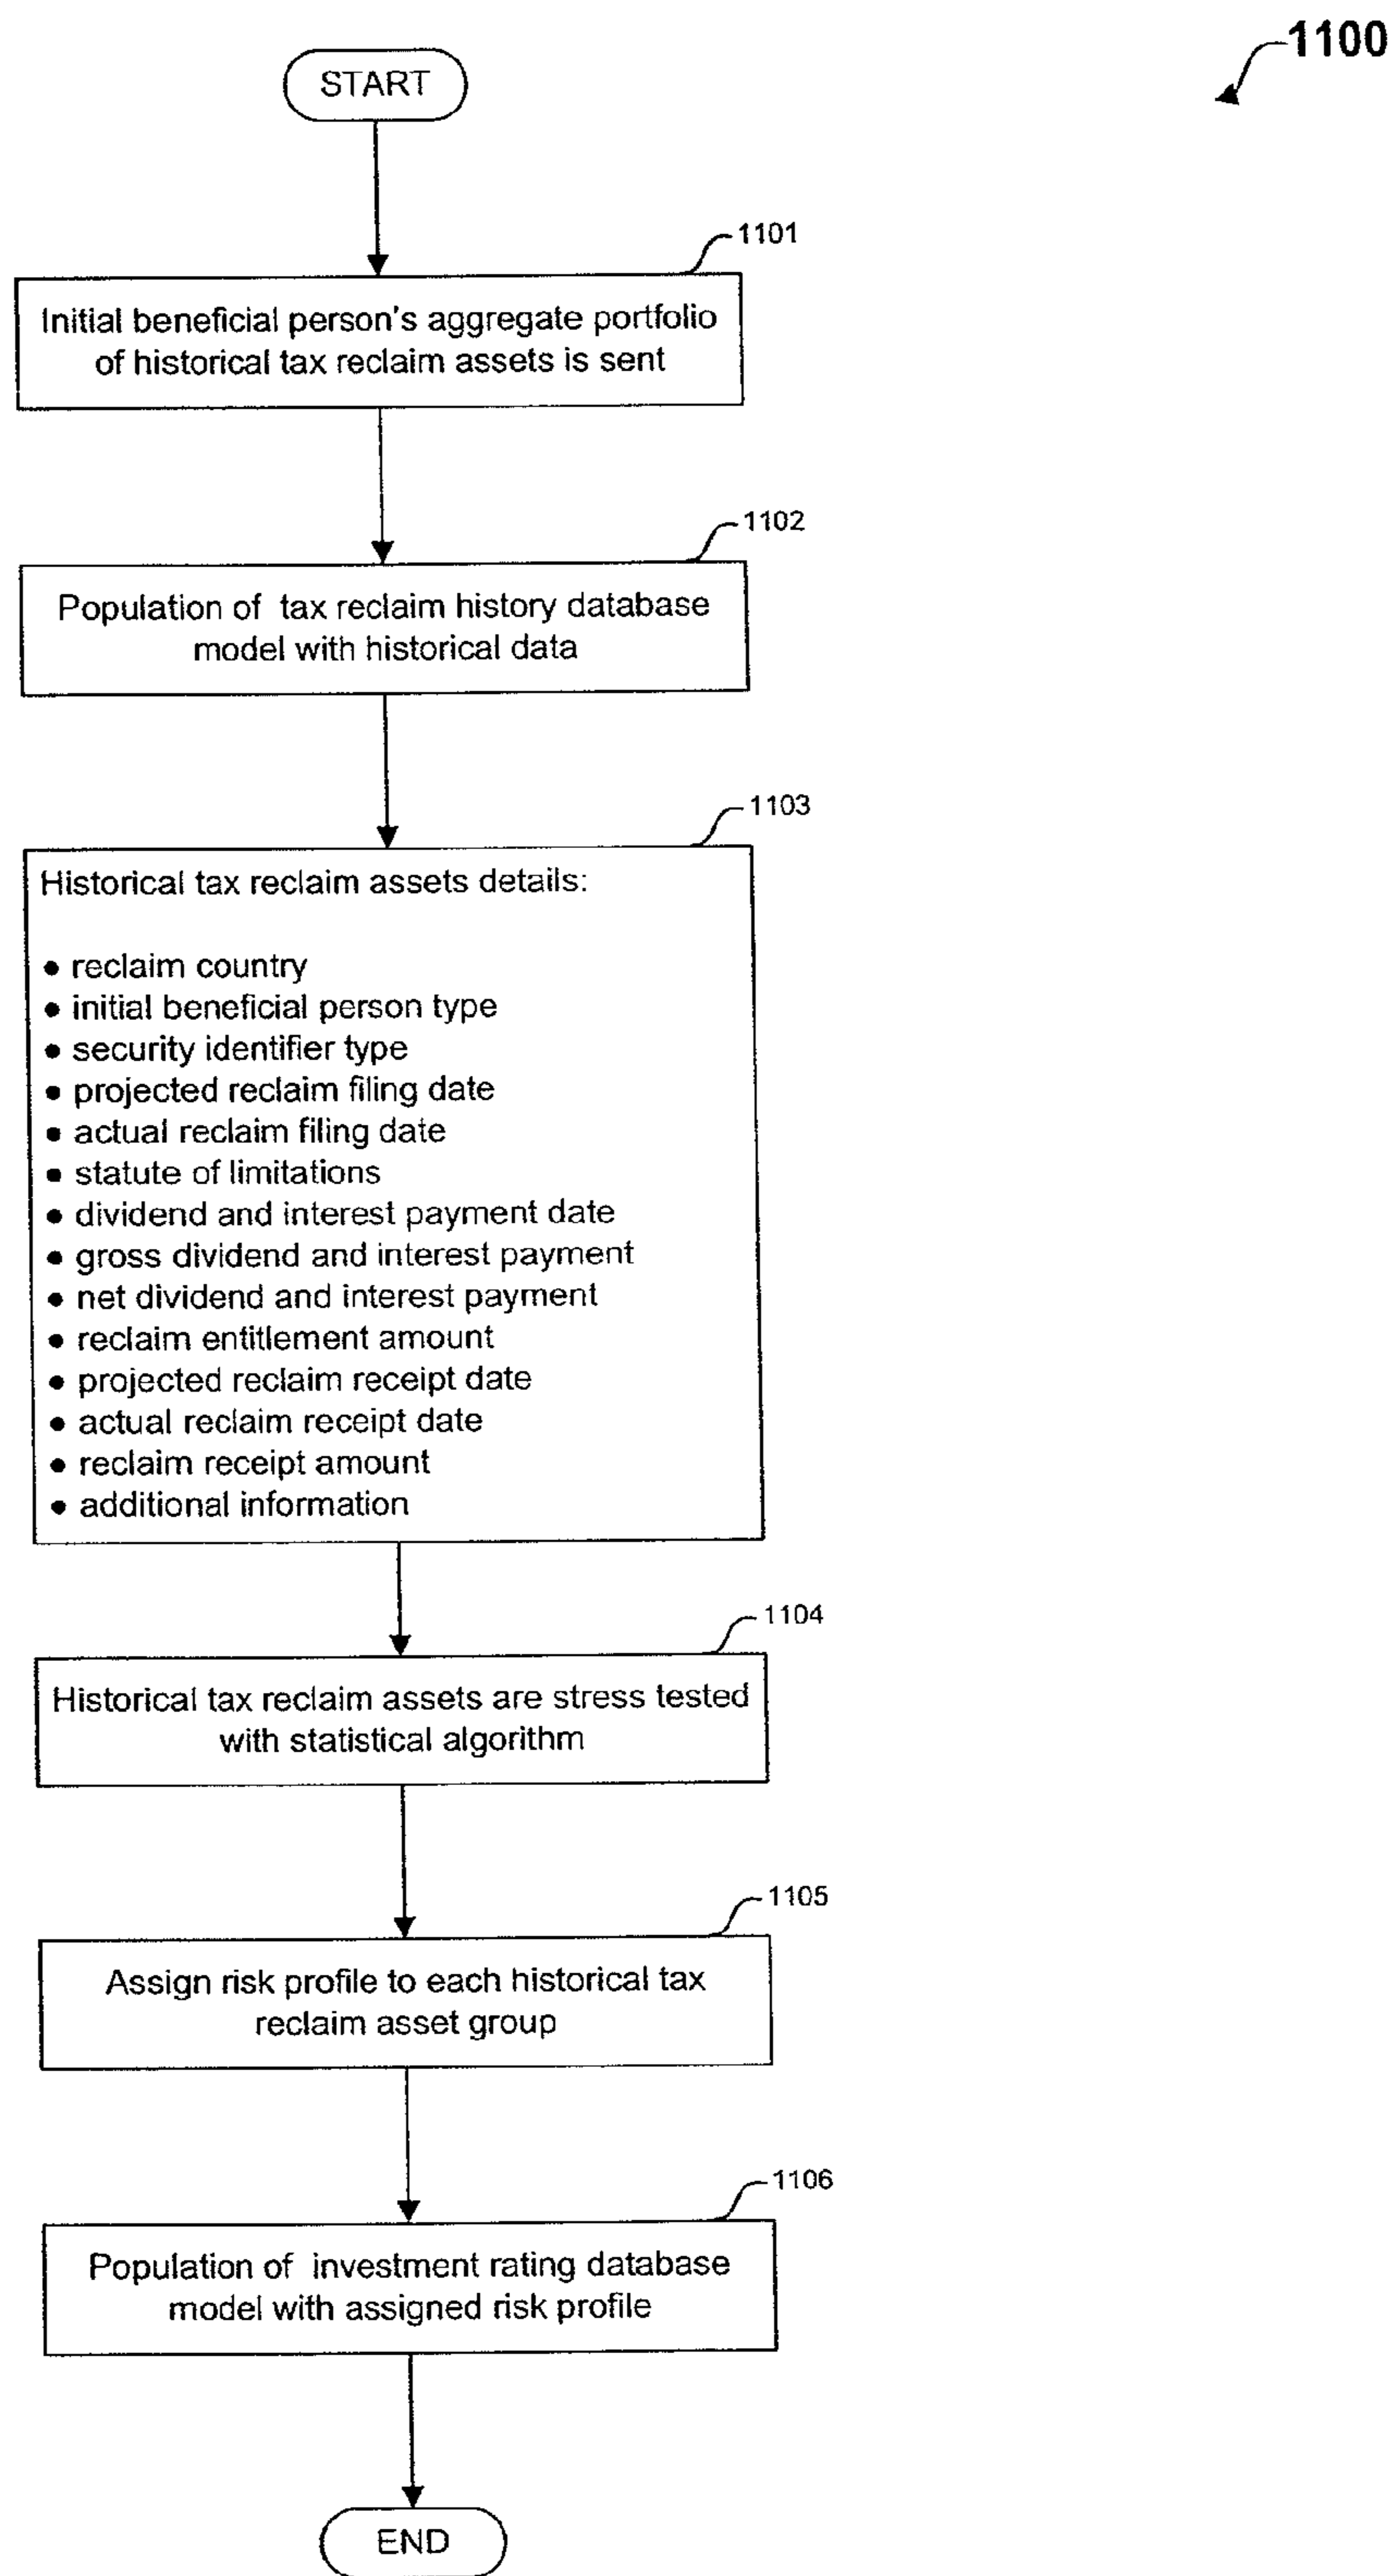 1100
START
1101
Initial beneficial person's aggregate portfolio
of historical tax reclaim assets is sent
1102
Population of tax reclaim history database
model with historical data
1103
Historical tax reclaim assets details:
• reclaim country
• initial beneficial person type
• security identifier type
• projected reclaim filing date
• actual reclaim filing date
• statute of limitations
• dividend and interest payment date
• gross dividend and interest payment
• net dividend and interest payment
• reclaim entitlement amount
• projected reclaim receipt date
• actual reclaim receipt date
• reclaim receipt amount
• additional information
1104
Historical tax reclaim assets are stress tested
with statistical algorithm
1105
Assign risk profile to each historical tax
reclaim asset group
1106
Population of investment rating database
model with assigned risk profile
END